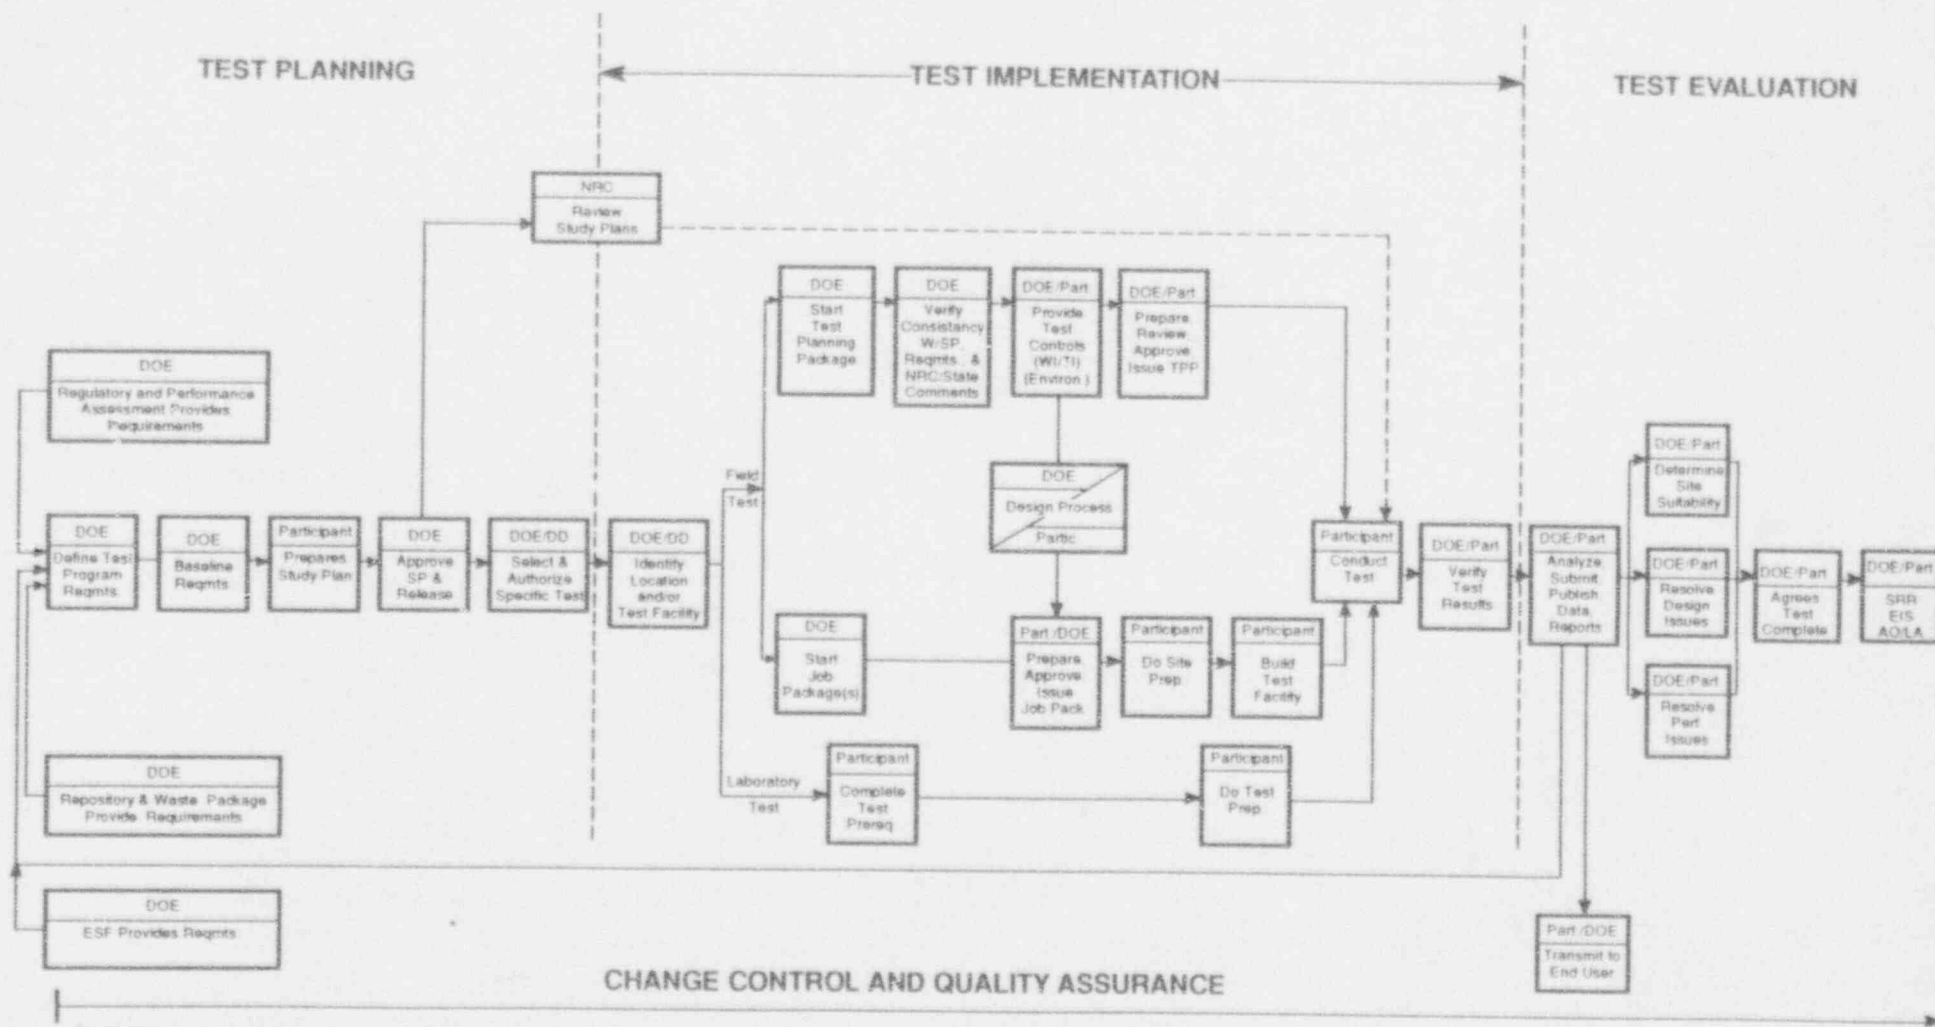 TEST PLANNING
TEST IMPLEMENTATION
TEST EVALUATION
NRC
Review
Study Plans
DOE
Start
Test
Planning
Package
DOE
Verify
Consistancy
W/SP,
Reqmts., &
NRC/State
Comments
DOE/Part
Provide
Test
Controls
(WI/TI)
(Environ.)
DOE/Part
Prepare
Review
Approve
Issue TPP
DOE
Regulatory and Performance
Assessment Provides
Requirements
DOE
Define Test
Program
Reqmts.
DOE
Baseline
Reqmts
Participant
Prepares
Study Plan
DOE
Approve
SP &
Release
DOE/DD
Select &
Authorize
Specific Test
DOE/DD
Identify
Location
and/or
Test Facility
Field
Test
DOE
Design Process
Partic
Participant
Conduct
Test
DOE/Part
Verify
Test
Results
DOE/Part
Analyze,
Submit
Publish
Data,
Reports
DOE/Part
Determine
Site
Suitability
DOE/Part
Resolve
Design
Issues
DOE/Part
Resolve
Perf
Issues
DOE/Part
Agrees
Test
Complete
DOE/Part
SRR
EIS
AO/LA
DOE
Start
Job
Package(s)
Part./DOE
Prepare
Approve
Issue
Job Pack
Participant
Do Site
Prep
Participant
Build
Test
Facility
Laboratory
Test
Participant
Complete
Test
Prereq
Participant
Do Test
Prep
DOE
Repository & Waste Package
Provide Requirements
DOE
ESF Provides Reqmts
Part./DOE
Transmit to
End User
CHANGE CONTROL AND QUALITY ASSURANCE